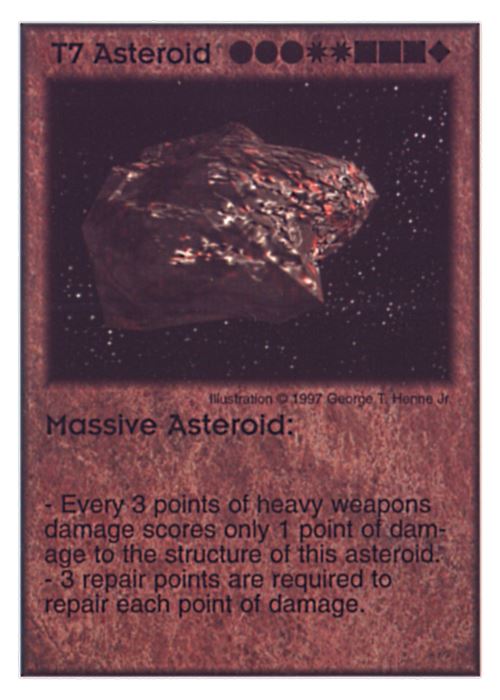 T7 Asteroid
Illustration © 1997 George T. Henne Jr.
Massive Asteroid:
- Every 3 points of heavy weapons
damage scores only 1 point of dam-
age to the structure of this asteroid.
- 3 repair points are required to
repair each point of damage.